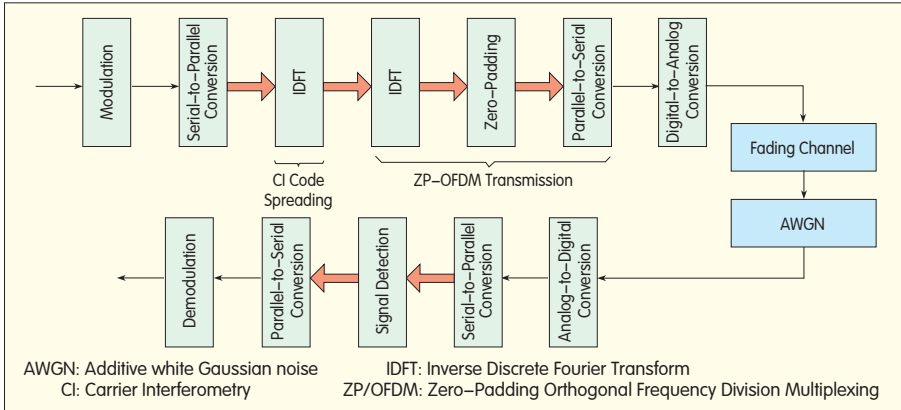 Modulation
Serial-to-Parallel
Conversion
IDFT
IDFT
Zero-Padding
Parallel-to-Serial
Conversion
Digital-to-Analog
Conversion
Fading Channel
AWGN
CI Code
Spreading
ZP-OFDM Transmission
Demodulation
Parallel-to-Serial
Conversion
Signal Detection
Serial-to-Parallel
Conversion
Analog-to-Digital
Conversion
AWGN: Additive white Gaussian noise
IDFT: Inverse Discrete Fourier Transform
CI: Carrier Interferometry
ZP/OFDM: Zero-Padding Orthogonal Frequency Division Multiplexing